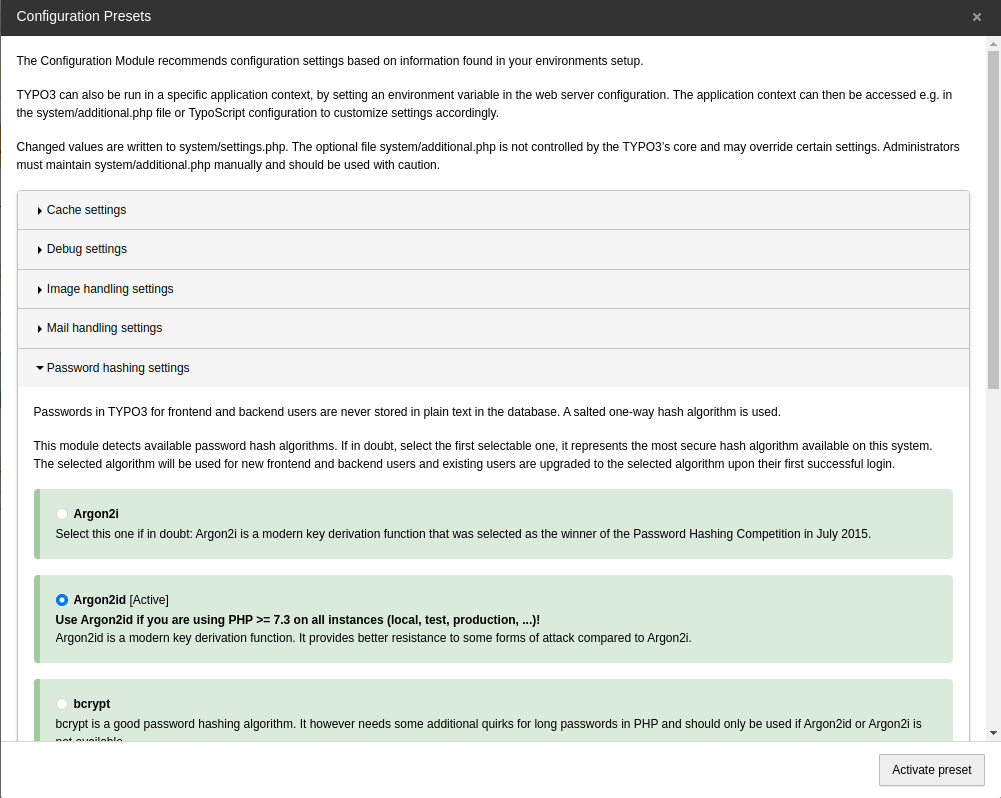 Configuration Presets
The Configuration Module recommends configuration settings based on information found in your environments setup.
TYPO3 can also be run in a specific application context, by setting an environment variable in the web server configuration. The application context can then be accessed e.g. in
the system/additional.php file or TypoScript configuration to customize settings accordingly.
Changed values are written to system/settings.php. The optional file system/additional.php is not controlled by the TYPO3's core and may override certain settings. Administrators
must maintain system/additional.php manually and should be used with caution.
Cache settings
Debug settings
Image handling settings
Mail handling settings
Password hashing settings
Passwords in TYPO3 for frontend and backend users are never stored in plain text in the database. A salted one-way hash algorithm is used.
This module detects available password hash algorithms. If in doubt, select the first selectable one, it represents the most secure hash algorithm available on this system.
The selected algorithm will be used for new frontend and backend users and existing users are upgraded to the selected algorithm upon their first successful login.
Argon2i
Select this one if in doubt: Argon2i is a modern key derivation function that was selected as the winner of the Password Hashing Competition in July 2015.
Argon2id [Active]
Use Argon2id if you are using PHP >= 7.3 on all instances (local, test, production, ...)!
Argon2id is a modern key derivation function. It provides better resistance to some forms of attack compared to Argon2i.
bcrypt
bcrypt is a good password hashing algorithm. It however needs some additional quirks for long passwords in PHP and should only be used if Argon2id or Argon2i is
not available.
Activate preset